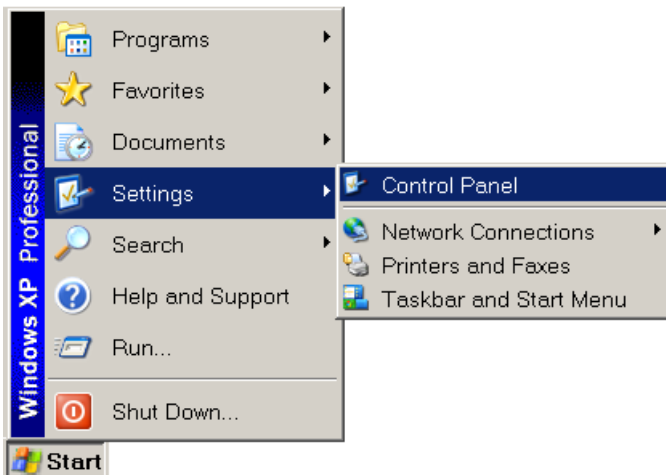 Windows XP Professional
Programs
Favorites
Documents
Settings
Search
Help and Support
Run...
Shut Down...
Control Panel
Network Connections
Printers and Faxes
Taskbar and Start Menu
Start